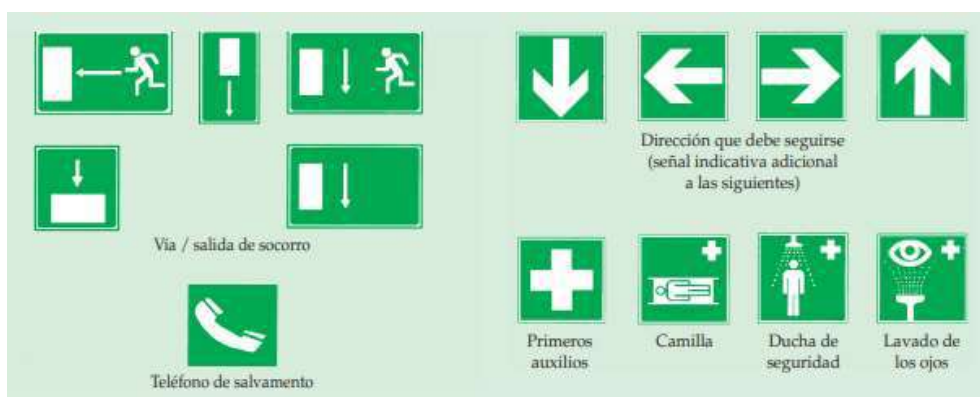 Vía / salida de socorro
Teléfono de salvamento
Dirección que debe seguirse
(señal indicativa adicional
a las siguientes)
Primeros
auxilios
Camilla
Ducha de
seguridad
Lavado de
los ojos